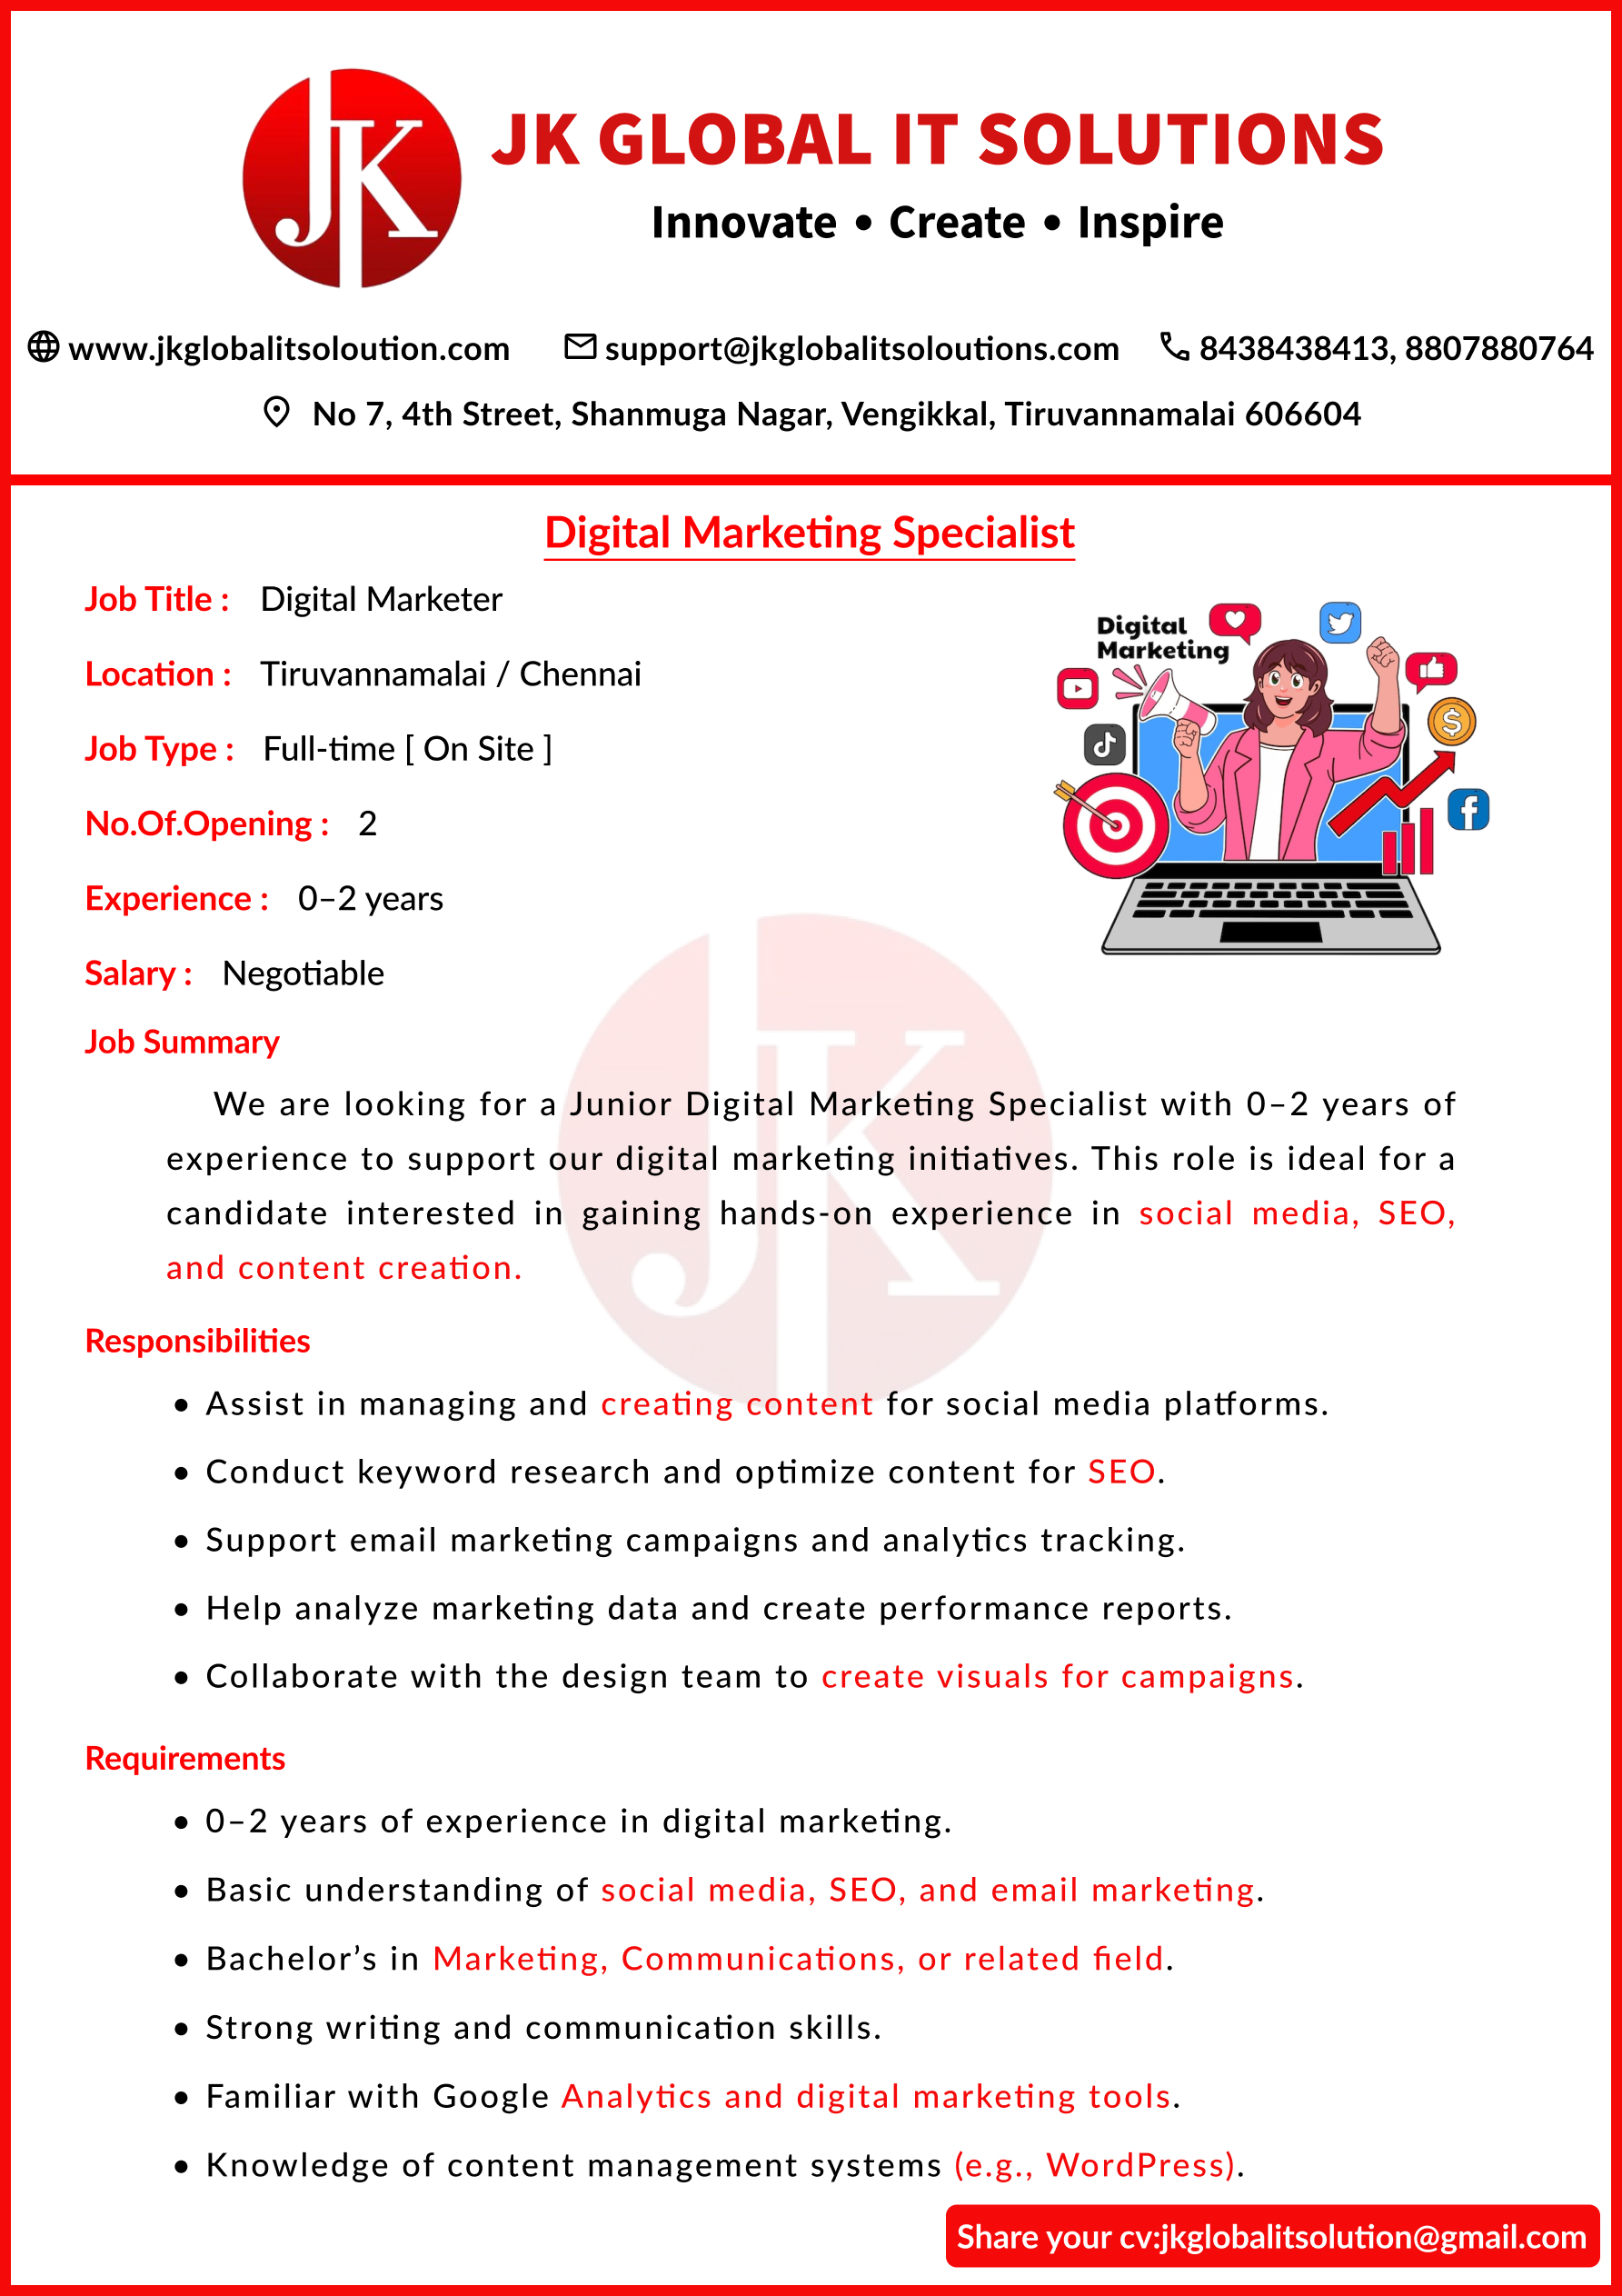 JK
JK GLOBAL IT SOLUTIONS
Innovate • Create • Inspire
www.jkglobalitsoloution.com support@jkglobalitsoloutions.com 8438438413, 8807880764
No 7, 4th Street, Shanmuga Nagar, Vengikkal, Tiruvannamalai 606604
Digital Marketing Specialist
Job Title : Digital Marketer
Location : Tiruvannamalai / Chennai
Job Type : Full-time [ On Site ]
No.Of.Opening : 2
Experience : 0–2 years
Salary : Negotiable
Digital
Marketing
Job Summary
We are looking for a Junior Digital Marketing Specialist with 0–2 years of
experience to support our digital marketing initiatives. This role is ideal for a
candidate interested in gaining hands-on experience in social media, SEO,
and content creation.
JK
Responsibilities
• Assist in managing and creating content for social media platforms.
• Conduct keyword research and optimize content for SEO.
• Support email marketing campaigns and analytics tracking.
• Help analyze marketing data and create performance reports.
• Collaborate with the design team to create visuals for campaigns.
Requirements
• 0–2 years of experience in digital marketing.
• Basic understanding of social media, SEO, and email marketing.
• Bachelor’s in Marketing, Communications, or related field.
• Strong writing and communication skills.
• Familiar with Google Analytics and digital marketing tools.
• Knowledge of content management systems (e.g., WordPress).
Share your cv:jkglobalitsolution@gmail.com